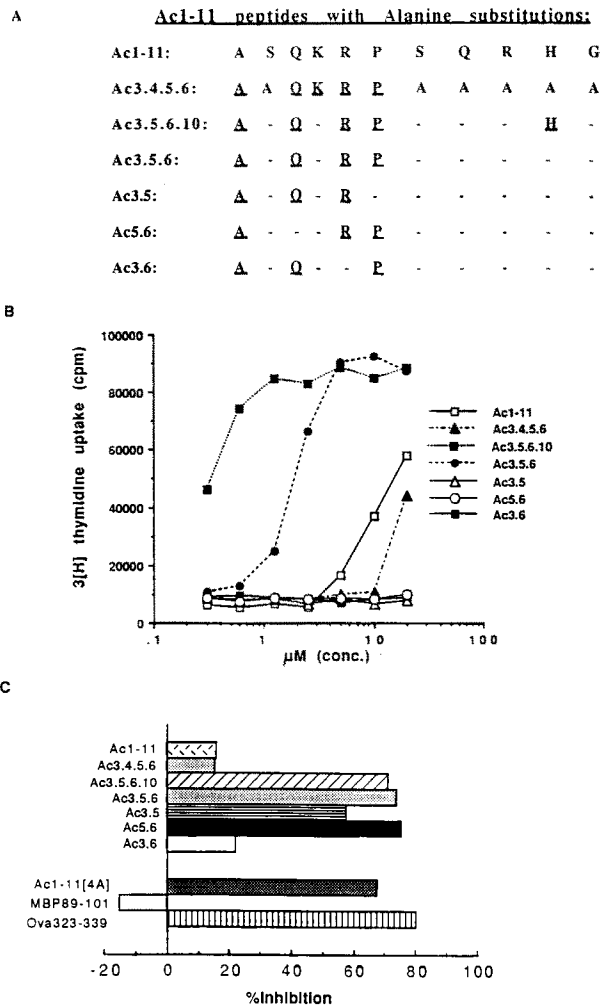 A
Ac1-11 peptides with Alanine substitutions:
Ac1-11: A S Q K R P S Q R H G
Ac3.4.5.6: A A Q K R P A A A A A
Ac3.5.6.10: A - Q - R P - - - H -
Ac3.5.6: A - Q - R P - - - - -
Ac3.5: A - Q - R - - - - - -
Ac5.6: A - - - R P - - - - -
Ac3.6: A - Q - - P - - - - -
B
3[H] thymidine uptake (cpm)
100000
80000
60000
40000
20000
0
.1 1 10 100
µM (conc.)
Ac1-11
Ac3.4.5.6
Ac3.5.6.10
Ac3.5.6
Ac3.5
Ac5.6
Ac3.6
C
Ac1-11
Ac3.4.5.6
Ac3.5.6.10
Ac3.5.6
Ac3.5
Ac5.6
Ac3.6
Ac1-11[4A]
MBP89-101
Ova323-339
-20 0 20 40 60 80 100
%Inhibition